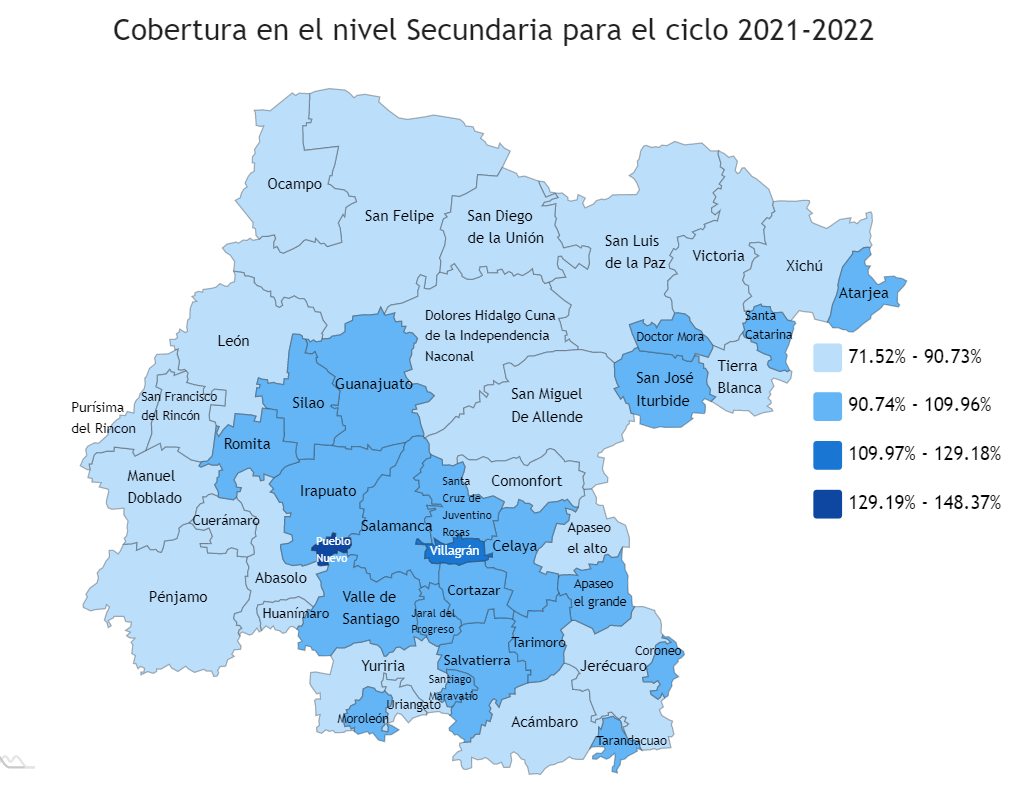 Cobertura en el nivel Secundaria para el ciclo 2021-2022
Ocampo
San Felipe
San Diego
de la Unión
San Luis
de la Paz
Victoria
Xichú
Atarjea
León
Dolores Hidalgo Cuna
de la Independencia
Naconal
Doctor Mora
Santa
Catarina
Tierra
Blanca
San José
Iturbide
Guanajuato
Silao
San Miguel
De Allende
San Francisco
del Rincón
Purísima
del Rincon
Romita
Manuel
Doblado
Irapuato
Santa
Cruz de
Juventino
Rosas
Comonfort
Cuerámaro
Salamanca
Pueblo
Nuevo
Villagrán
Celaya
Apaseo
el alto
Abasolo
Pénjamo
Huanímaro
Valle de
Santiago
Cortazar
Apaseo
el grande
Jaral del
Progreso
Tarimoro
Salvatierra
Jerécuaro
Coroneo
Yuriria
Santiago
Maravatío
Uriangato
Moroleón
Acámbaro
Tarandacuao
71.52% - 90.73%
90.74% - 109.96%
109.97% - 129.18%
129.19% - 148.37%